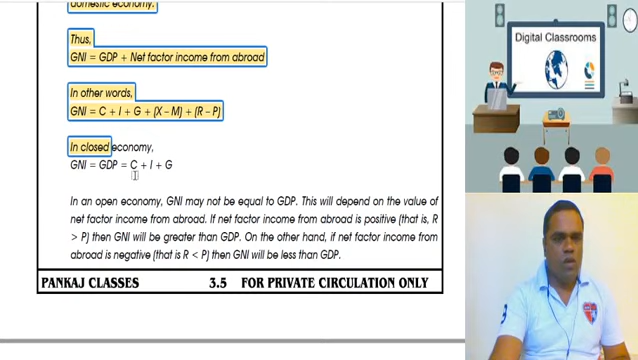 domestic economy.
Thus,
GNI = GDP + Net factor income from abroad
In other words,
GNI = C + I + G + (X – M) + (R – P)
In closed economy,
GNI = GDP = C + I + G
In an open economy, GNI may not be equal to GDP. This will depend on the value of
net factor income from abroad. If net factor income from abroad is positive (that is, R
> P) then GNI will be greater than GDP. On the other hand, if net factor income from
abroad is negative (that is R < P) then GNI will be less than GDP.
PANKAJ CLASSES 3.5 FOR PRIVATE CIRCULATION ONLY
Digital Classrooms